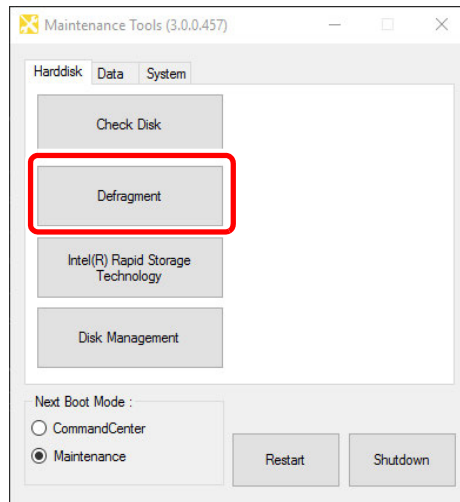 Maintenance Tools (3.0.0.457)
Harddisk Data System
Check Disk
Defragment
Intel(R) Rapid Storage
Technology
Disk Management
Next Boot Mode :
CommandCenter
Maintenance
Restart Shutdown